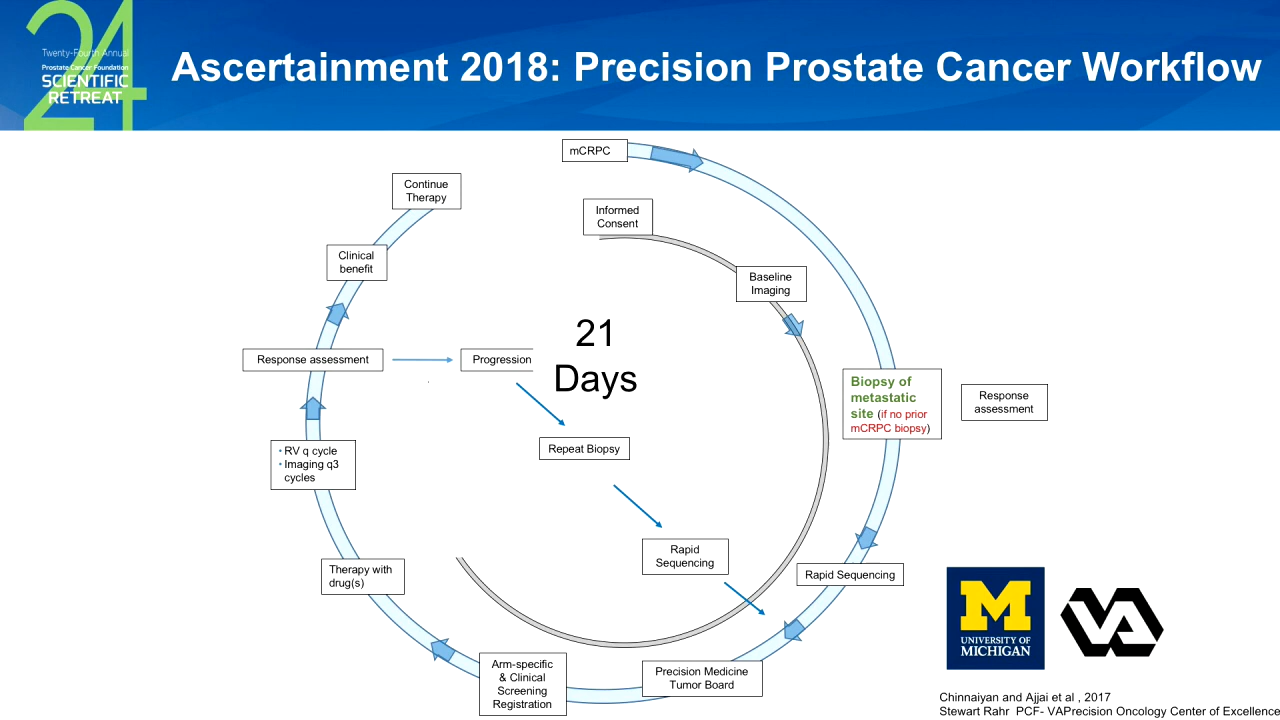 24
Twenty-Fourth Annual
Prostate Cancer Foundation
SCIENTIFIC
RETREAT
Ascertainment 2018: Precision Prostate Cancer Workflow
mCRPC
Continue
Therapy
Informed
Consent
Clinical
benefit
Baseline
Imaging
21
Days
Response assessment
Progression
Biopsy of
metastatic
site (if no prior
mCRPC biopsy)
Response
assessment
• RV q cycle
• Imaging q3
cycles
Repeat Biopsy
Rapid
Sequencing
Therapy with
drug(s)
Rapid Sequencing
Arm-specific
& Clinical
Screening
Registration
Precision Medicine
Tumor Board
M
UNIVERSITY OF
MICHIGAN
VA
Chinnaiyan and Ajjai et al , 2017
Stewart Rahr PCF- VAPrecision Oncology Center of Excellence